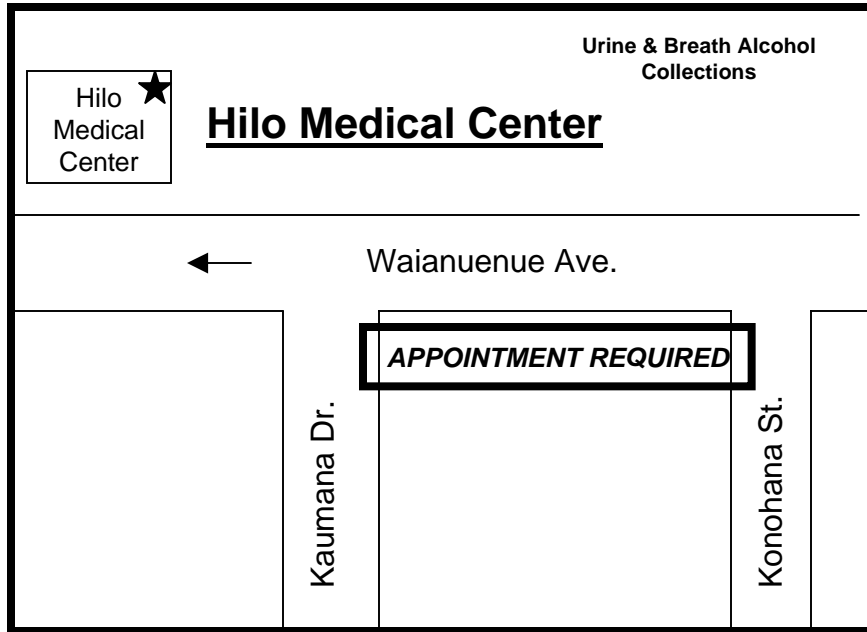 Urine & Breath Alcohol
Collections
Hilo
Medical
Center
Hilo Medical Center
Waianuenue Ave.
APPOINTMENT REQUIRED
Kaumana Dr.
Konohana St.